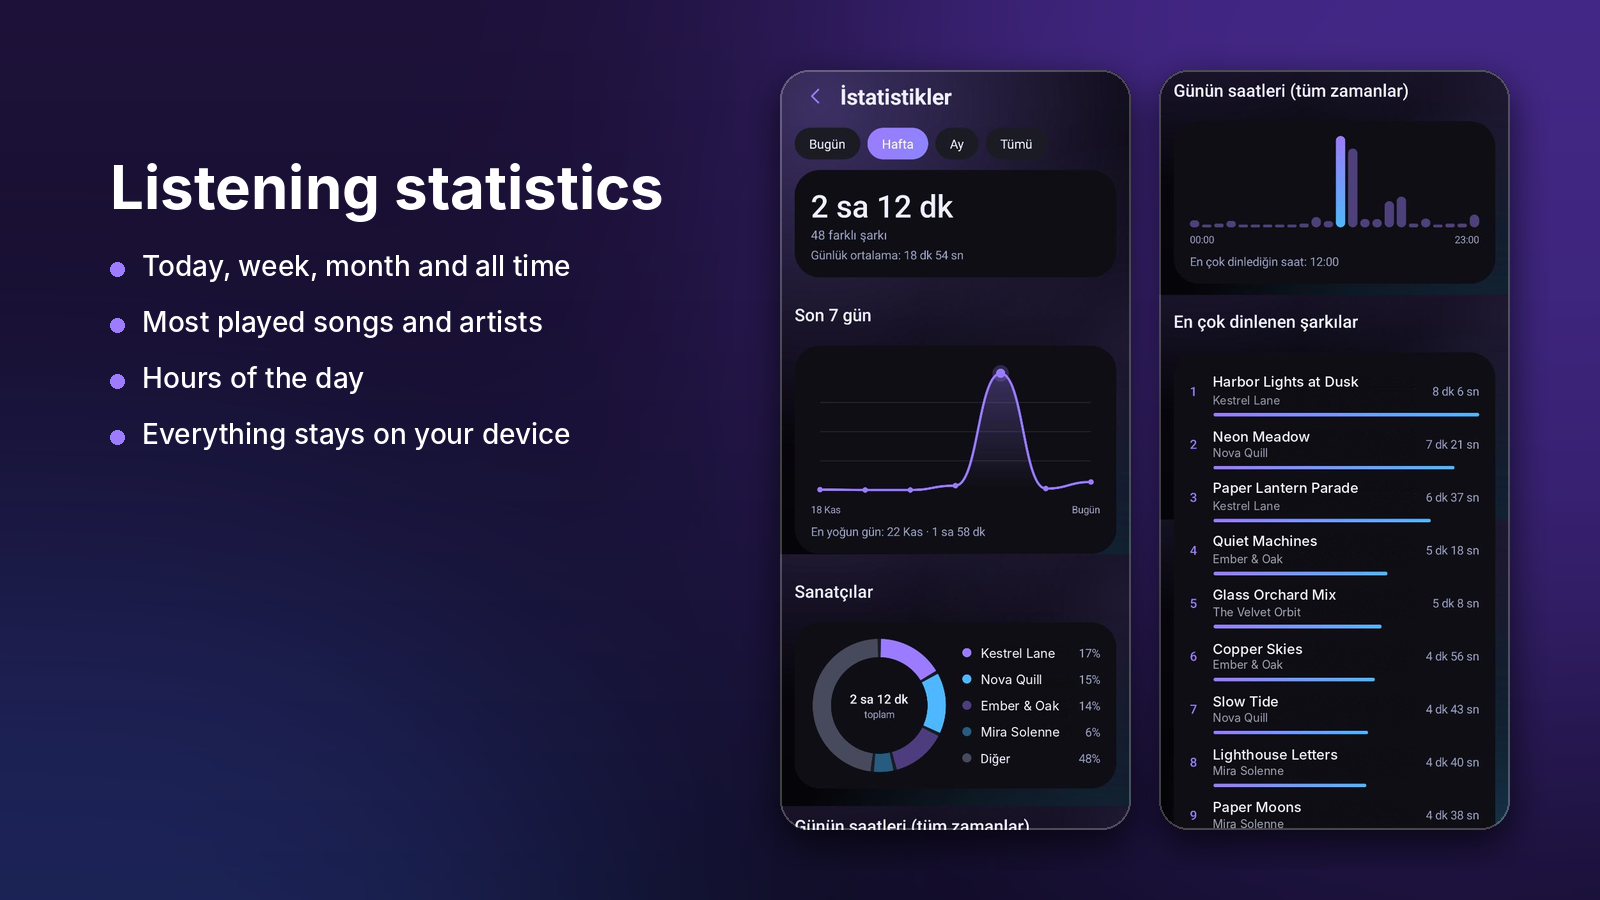 Listening statistics
Today, week, month and all time
Most played songs and artists
Hours of the day
Everything stays on your device
İstatistikler
Bugün Hafta Ay Tümü
2 sa 12 dk
48 farklı şarkı
Günlük ortalama: 18 dk 54 sn
Son 7 gün
18 Kas Bugün
En yoğun gün: 22 Kas · 1 sa 58 dk
Sanatçılar
2 sa 12 dk
toplam
Kestrel Lane 17%
Nova Quill 15%
Ember & Oak 14%
Mira Solenne 6%
Diğer 48%
Günün saatleri (tüm zamanlar)
Günün saatleri (tüm zamanlar)
00:00 23:00
En çok dinlediğin saat: 12:00
En çok dinlenen şarkılar
1 Harbor Lights at Dusk 8 dk 6 sn
Kestrel Lane
2 Neon Meadow 7 dk 21 sn
Nova Quill
3 Paper Lantern Parade 6 dk 37 sn
Kestrel Lane
4 Quiet Machines 5 dk 18 sn
Ember & Oak
5 Glass Orchard Mix 5 dk 8 sn
The Velvet Orbit
6 Copper Skies 4 dk 56 sn
Ember & Oak
7 Slow Tide 4 dk 43 sn
Nova Quill
8 Lighthouse Letters 4 dk 40 sn
Mira Solenne
9 Paper Moons 4 dk 38 sn
Mira Solenne